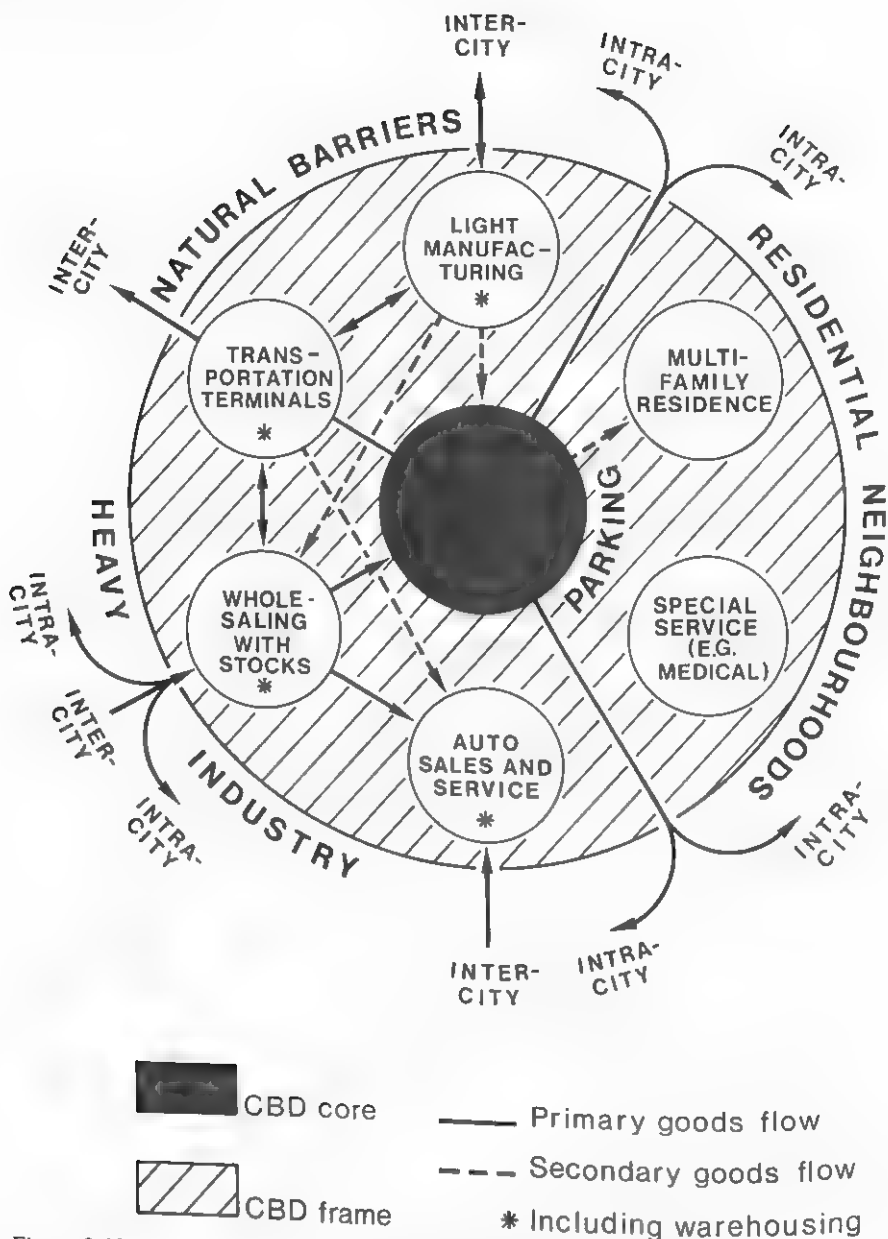 INTER-
CITY
INTRA-
CITY
INTRA-
CITY
NATURAL BARRIERS
RESIDENTIAL NEIGHBOURHOODS
INTER-
CITY
LIGHT
MANUFAC-
TURING
*
TRANS-
PORTATION
TERMINALS
*
MULTI-
FAMILY
RESIDENCE
PARKING
HEAVY
INDUSTRY
WHOLE-
SALING
WITH
STOCKS
*
SPECIAL
SERVICE
(E.G.
MEDICAL)
AUTO
SALES AND
SERVICE
*
INTRA-
CITY
INTER-
CITY
INTRA-
CITY
INTER-
CITY
INTRA-
CITY
INTRA-
CITY
CBD core
CBD frame
Primary goods flow
Secondary goods flow
* Including warehousing